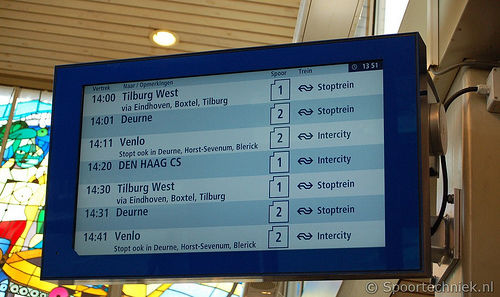 Vertrek Naar / Opmerkingen Spoor Trein 13 51
14:00 Tilburg West 1 Stoptrein
via Eindhoven, Boxtel, Tilburg
14:01 Deurne 2 Stoptrein
14:11 Venlo 2 Intercity
Stopt ook in Deurne, Horst-Sevenum, Blerick
14:20 DEN HAAG CS 1 Intercity
14:30 Tilburg West 1 Stoptrein
via Eindhoven, Boxtel, Tilburg
14:31 Deurne 2 Stoptrein
14:41 Venlo 2 Intercity
Stopt ook in Deurne, Horst-Sevenum, Blerick
© Spoortechniek.nl